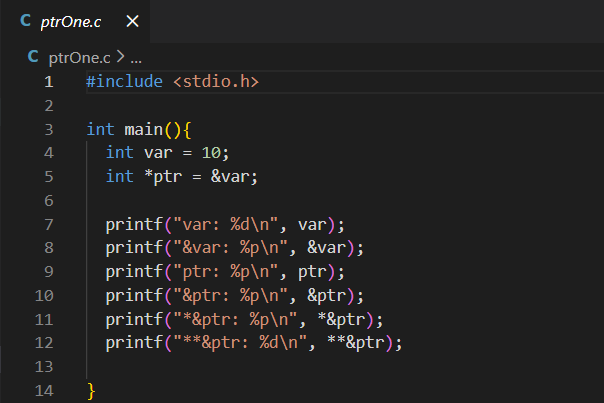 C ptrOne.c ×
C ptrOne.c > ...
1 #include <stdio.h>
2
3 int main(){
4 int var = 10;
5 int *ptr = &var;
6
7 printf("var: %d\n", var);
8 printf("&var: %p\n", &var);
9 printf("ptr: %p\n", ptr);
10 printf("&ptr: %p\n", &ptr);
11 printf("*&ptr: %p\n", *&ptr);
12 printf("**&ptr: %d\n", **&ptr);
13
14 }